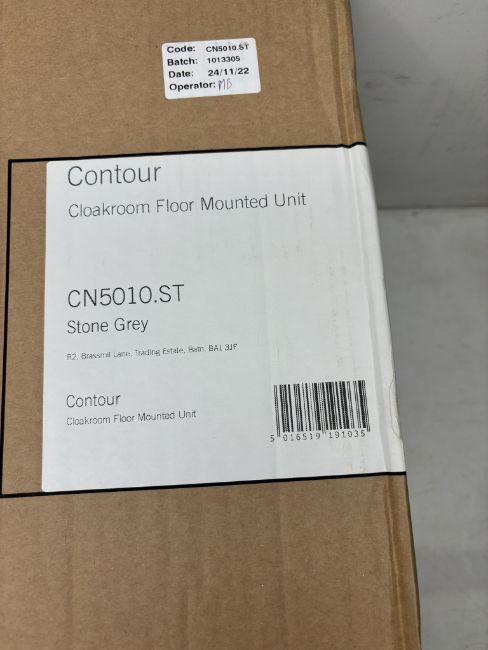 Code: CN5010.ST
Batch: 1013305
Date: 24/11/22
Operator: MB
Contour
Cloakroom Floor Mounted Unit
CN5010.ST
Stone Grey
R2, Brassmill Lane, Trading Estate, Bath, BA1 3JF
Contour
Cloakroom Floor Mounted Unit
5 016519 191035